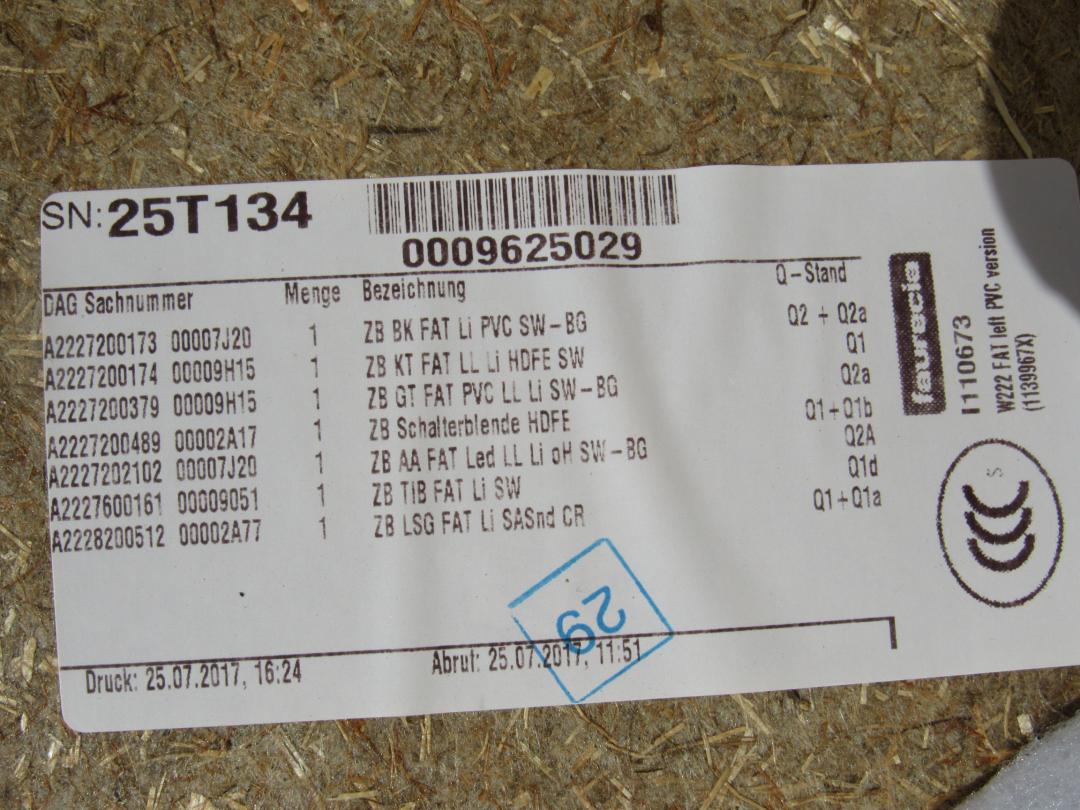 SN: 25T134
0009625029
DAG Sachnummer Menge Bezeichnung Q-Stand
A2227200173 00007J20 1 ZB BK FAT Li PVC SW-BG Q2 + Q2a
A2227200174 00009H15 1 ZB KT FAT LL Li HDFE SW Q1
A2227200379 00009H15 1 ZB GT FAT PVC LL Li SW-BG Q2a
A2227200489 00002A17 1 ZB Schalterblende HDFE Q1+Q1b
A2227202102 00007J20 1 ZB AA FAT Led LL Li oH SW-BG Q2A
A2227600161 00009051 1 ZB TIB FAT Li SW Q1d
A2228200512 00002A77 1 ZB LSG FAT Li SASnd CR Q1+Q1a
Druck: 25.07.2017, 16:24 Abruf: 25.07.2017, 11:51
29
faurecia
I110673
W222 FAT left PVC version
(1139967X)
CCC S